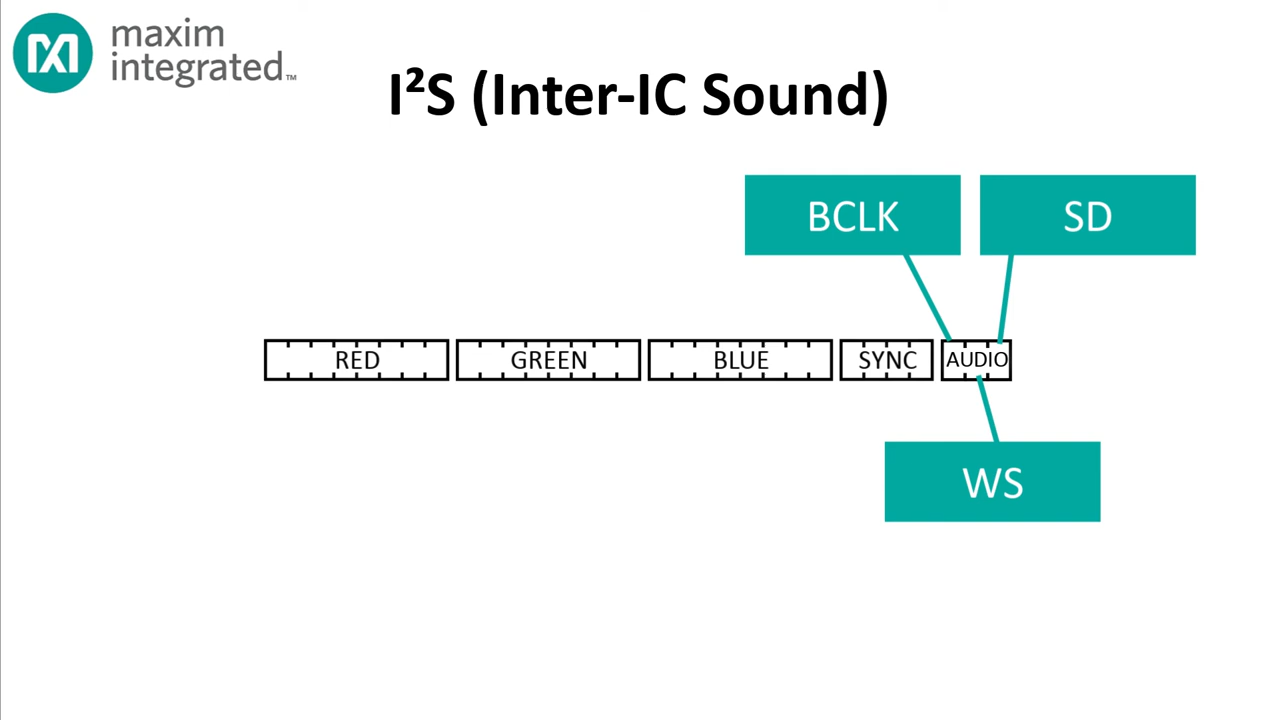 maxim
integrated™
I²S (Inter-IC Sound)
BCLK
SD
RED
GREEN
BLUE
SYNC
AUDIO
WS